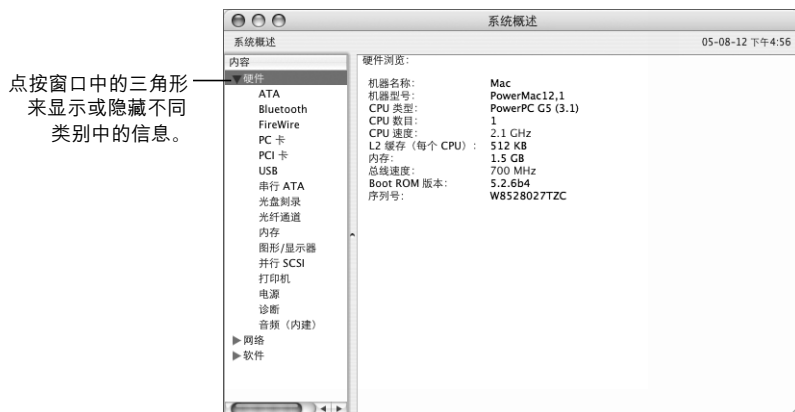 系统概述
系统概述
05-08-12 下午4:56
点按窗口中的三角形
来显示或隐藏不同
类别中的信息。
内容
▼硬件
ATA
Bluetooth
FireWire
PC 卡
PCI 卡
USB
串行 ATA
光盘刻录
光纤通道
内存
图形/显示器
并行 SCSI
打印机
电源
诊断
音频（内建）
▶网络
▶软件
硬件浏览：
机器名称： Mac
机器型号： PowerMac12,1
CPU 类型： PowerPC G5 (3.1)
CPU 数目： 1
CPU 速度： 2.1 GHz
L2 缓存（每个 CPU）： 512 KB
内存： 1.5 GB
总线速度： 700 MHz
Boot ROM 版本： 5.2.6b4
序列号： W8528027TZC